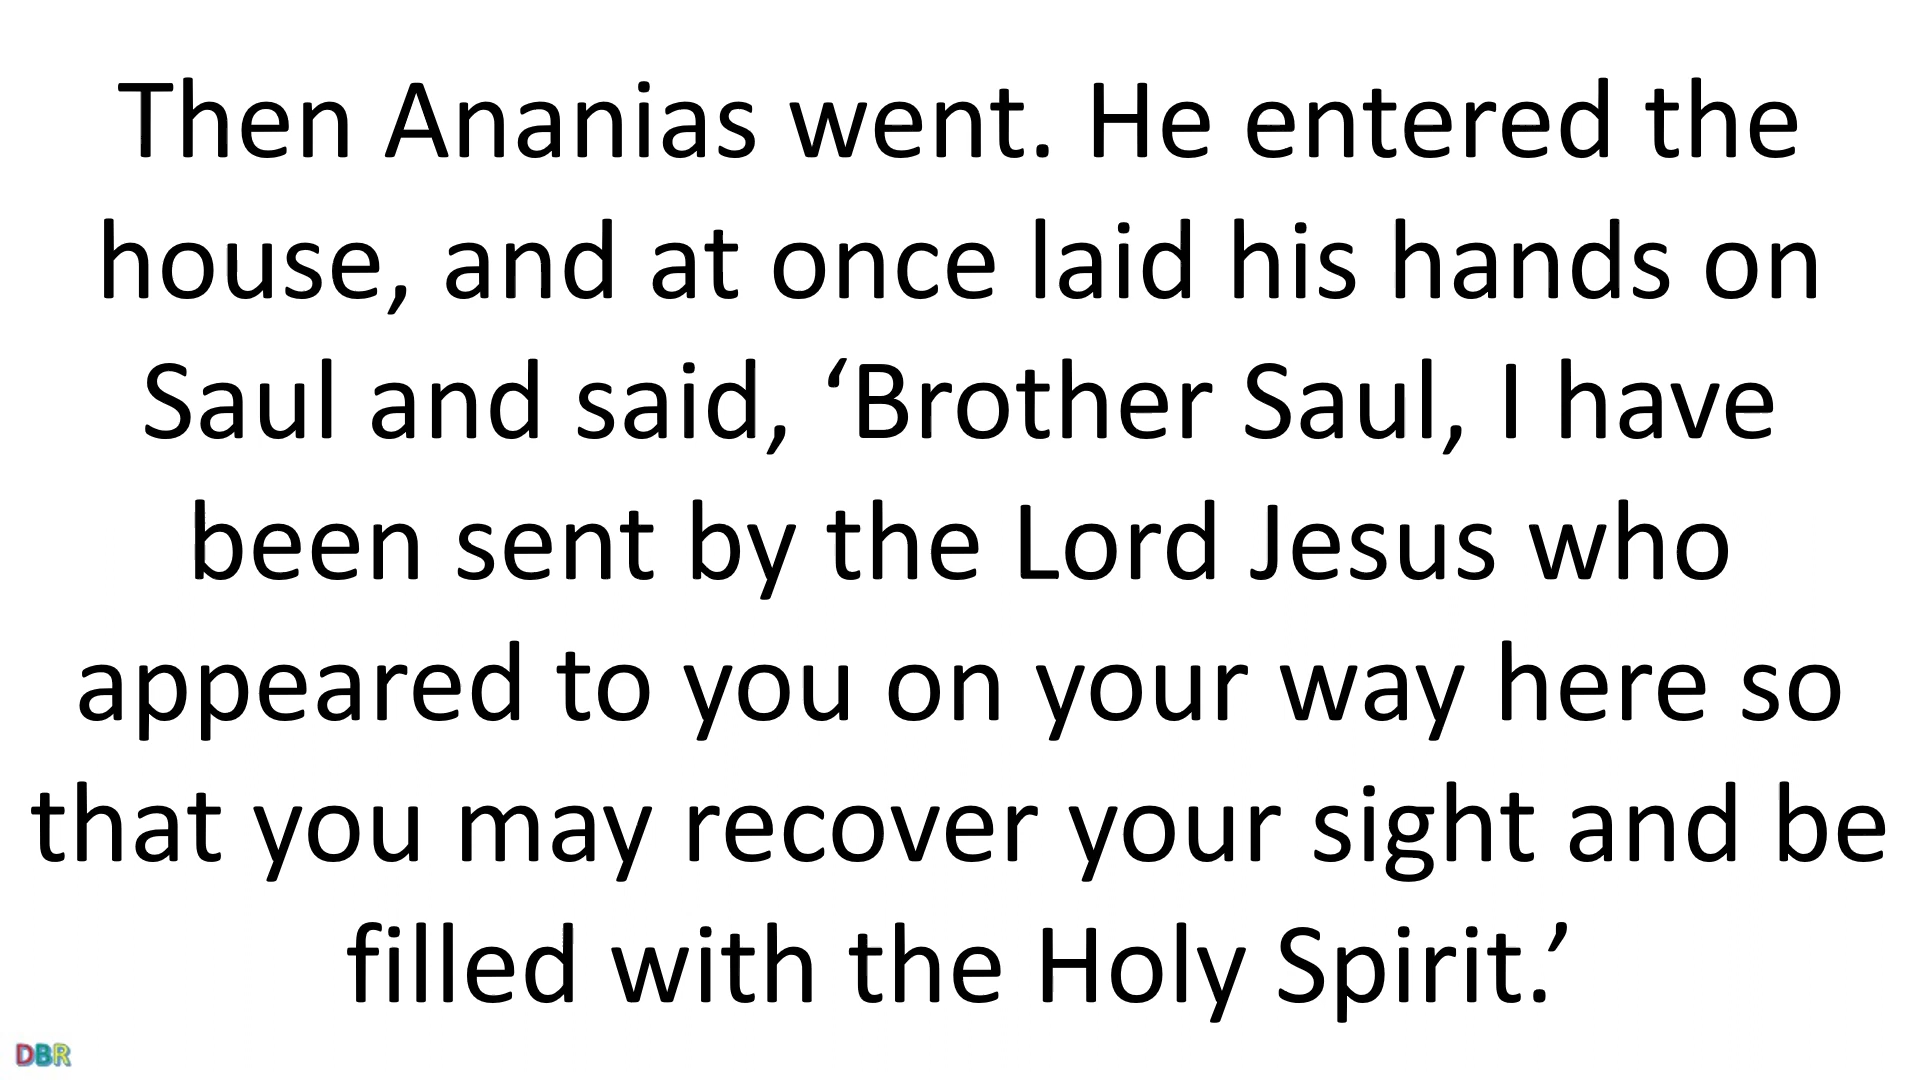 Then Ananias went. He entered the
house, and at once laid his hands on
Saul and said, ‘Brother Saul, I have
been sent by the Lord Jesus who
appeared to you on your way here so
that you may recover your sight and be
filled with the Holy Spirit.’
DBR